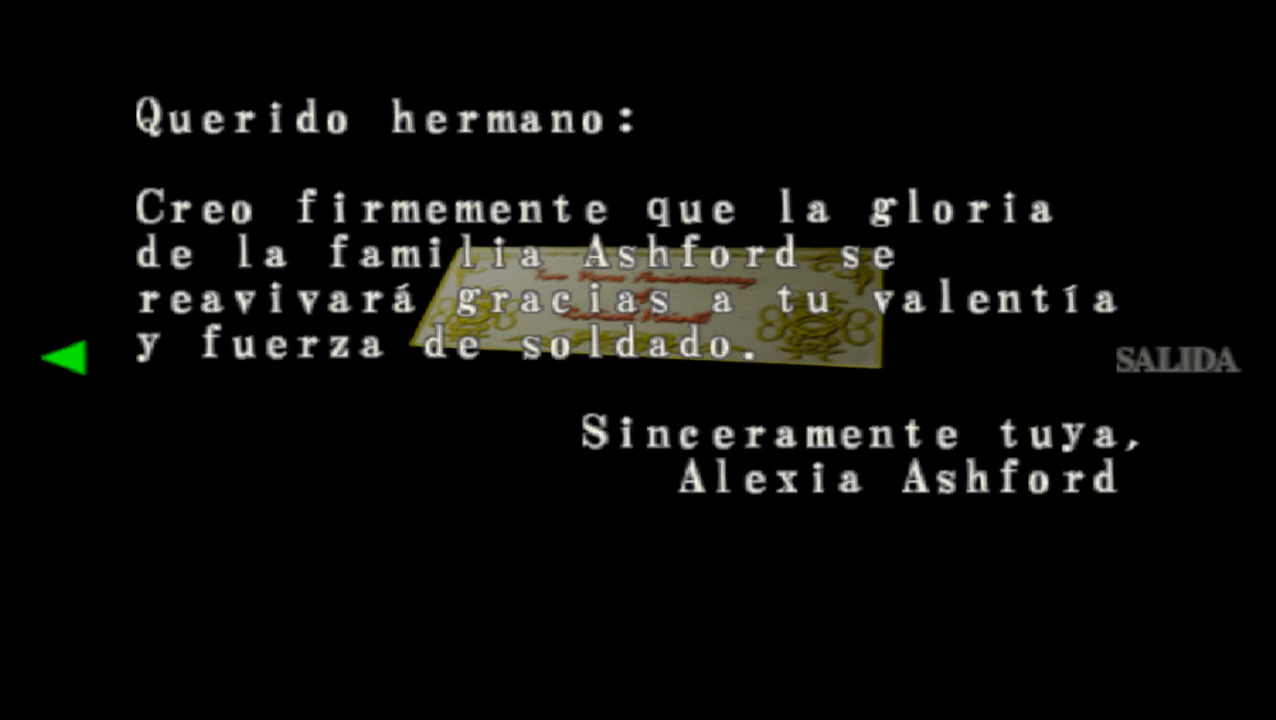 Querido hermano:
Creo firmemente que la gloria
de la familia Ashford se
reavivará gracias a tu valentía
y fuerza de soldado.
SALIDA
Sinceramente tuya,
Alexia Ashford